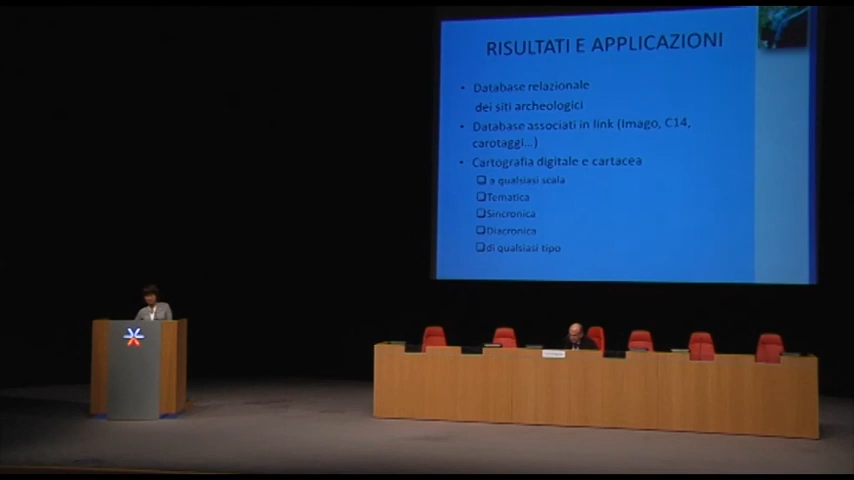 RISULTATI E APPLICAZIONI
• Database relazionale
dei siti archeologici
• Database associati in link (Imago, C14,
carotaggi...)
• Cartografia digitale e cartacea
❑ a qualsiasi scala
❑Tematica
❑Sincronica
❑Diacronica
❑di qualsiasi tipo